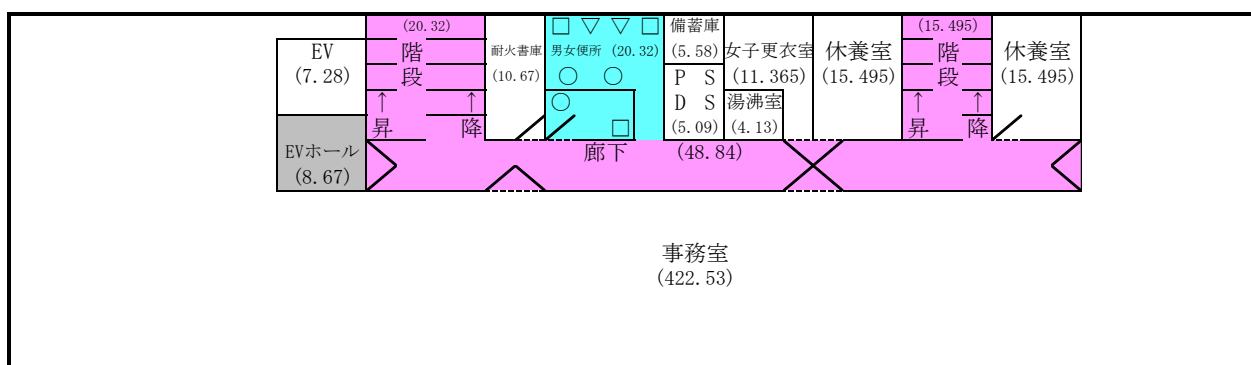 EV
(7.28)
EVホール
(8.67)
(20.32)
階
段
↑
↑
昇
降
耐火書庫
(10.67)
男女便所 (20.32)
備蓄庫
(5.58)
P S
D S
(5.09)
女子更衣室
(11.365)
湯沸室
(4.13)
休養室
(15.495)
(15.495)
階
段
↑
↑
昇
降
休養室
(15.495)
廊下 (48.84)
事務室
(422.53)